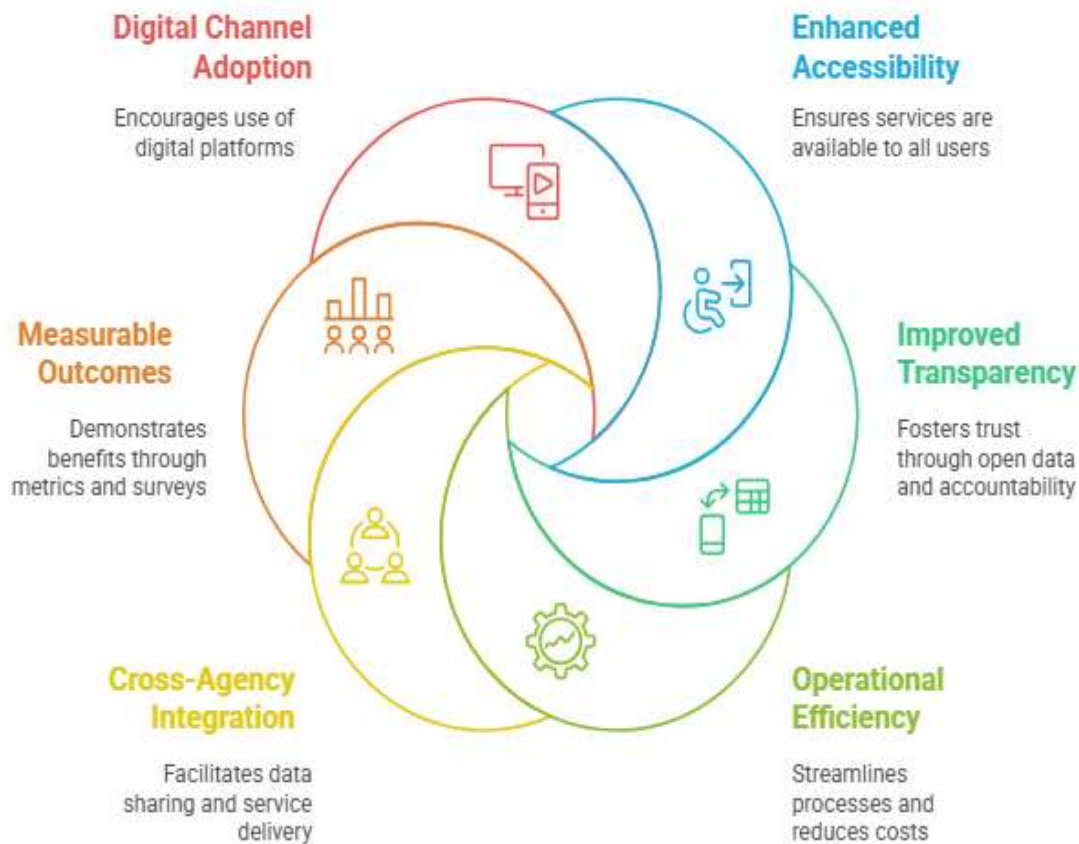 Digital Channel
Adoption
Encourages use of
digital platforms
Enhanced
Accessibility
Ensures services are
available to all users
Measurable
Outcomes
Demonstrates
benefits through
metrics and surveys
Improved
Transparency
Fosters trust
through open data
and accountability
Cross-Agency
Integration
Facilitates data
sharing and service
delivery
Operational
Efficiency
Streamlines
processes and
reduces costs